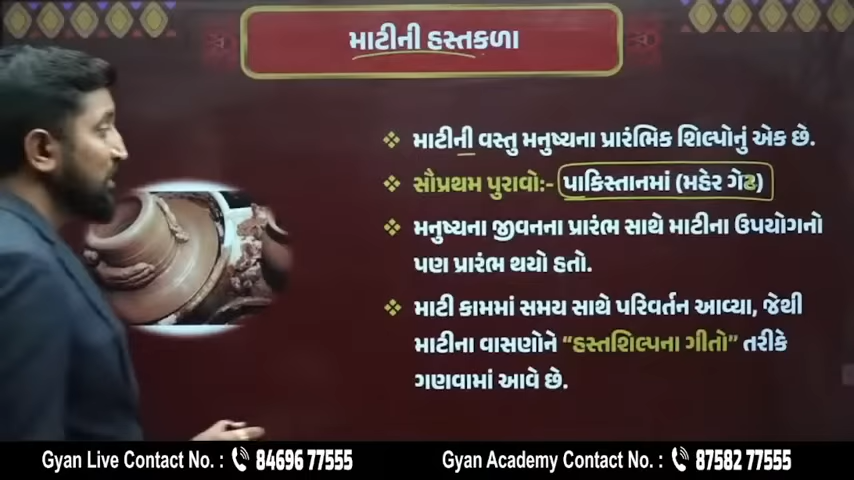 માટીની હસ્તકળા
માટીની વસ્તુ મનુષ્યના પ્રારંભિક શિલ્પોનું એક છે.
સૌપ્રથમ પુરાવો:- પાકિસ્તાનમાં (મહેર ગેઢ)
મનુષ્યના જીવનના પ્રારંભ સાથે માટીના ઉપયોગનો
પણ પ્રારંભ થયો હતો.
માટી કામમાં સમય સાથે પરિવર્તન આવ્યા, જેથી
માટીના વાસણોને “હસ્તશિલ્પના ગીતો” તરીકે
ગણવામાં આવે છે.
Gyan Live Contact No. : 84696 77555
Gyan Academy Contact No. : 87582 77555